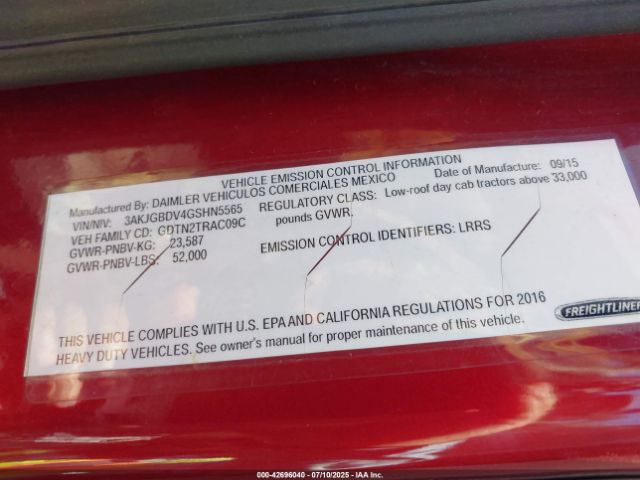 VEHICLE EMISSION CONTROL INFORMATION
Manufactured By: DAIMLER VEHICULOS COMERCIALES MEXICO Date of Manufacture: 09/15
VIN/NIV: 3AKJGBDV4GSHN5565 REGULATORY CLASS: Low-roof day cab tractors above 33,000
VEH FAMILY CD: GDTN2TRAC09C pounds GVWR
GVWR-PNBV-KG: 23,587
GVWR-PNBV-LBS: 52,000 EMISSION CONTROL IDENTIFIERS: LRRS
THIS VEHICLE COMPLIES WITH U.S. EPA AND CALIFORNIA REGULATIONS FOR 2016
HEAVY DUTY VEHICLES. See owner's manual for proper maintenance of this vehicle.
FREIGHTLINER
000-42696040 - 07/10/2025 - IAA Inc.